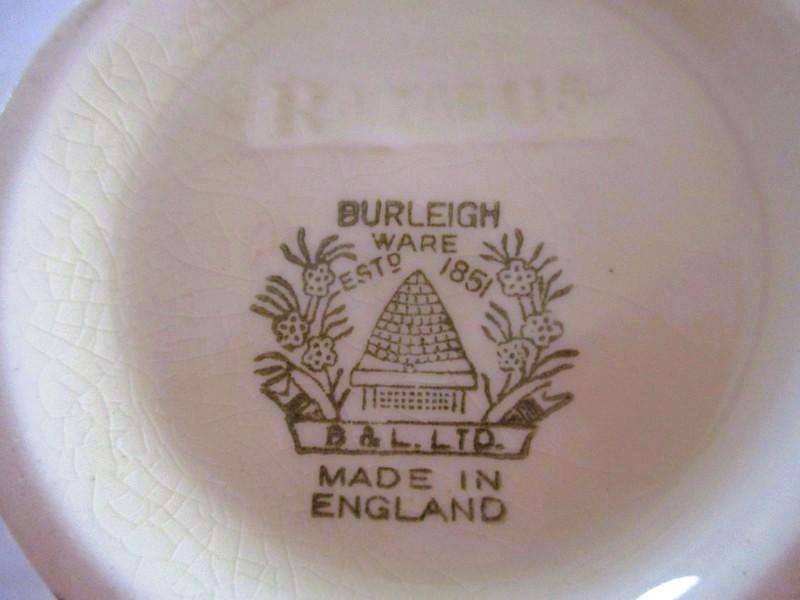 BURLEIGH
WARE
ESTD 1851
B & L. LTD.
MADE IN
ENGLAND